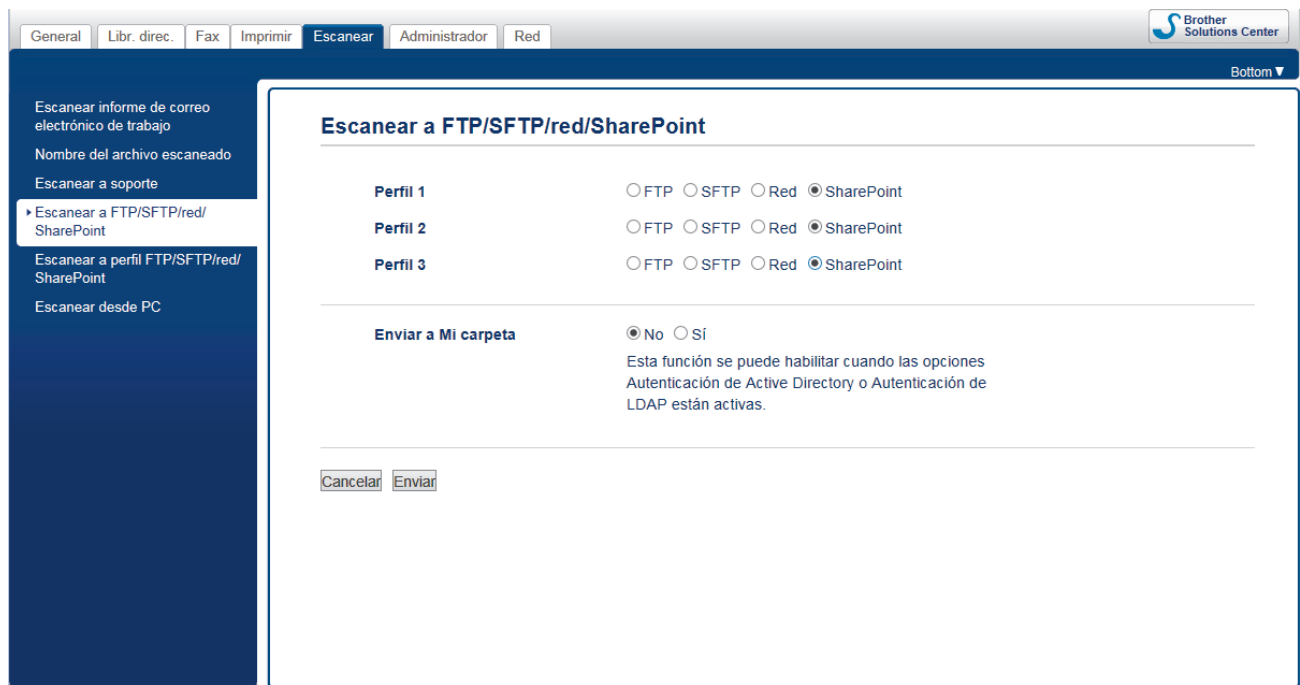 General Libr. direc. Fax Imprimir Escanear Administrador Red
Brother
Solutions Center
Bottom▼
Escanear informe de correo
electrónico de trabajo
Nombre del archivo escaneado
Escanear a soporte
Escanear a FTP/SFTP/red/
SharePoint
Escanear a perfil FTP/SFTP/red/
SharePoint
Escanear desde PC
Escanear a FTP/SFTP/red/SharePoint
Perfil 1 FTP SFTP Red SharePoint
Perfil 2 FTP SFTP Red SharePoint
Perfil 3 FTP SFTP Red SharePoint
Enviar a Mi carpeta No Sí
Esta función se puede habilitar cuando las opciones
Autenticación de Active Directory o Autenticación de
LDAP están activas.
Cancelar Enviar